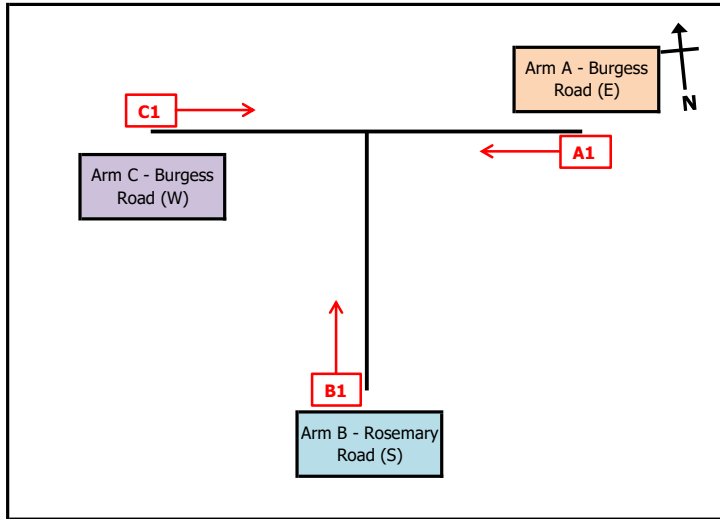 Arm A - Burgess
Road (E)
N
C1
A1
Arm C - Burgess
Road (W)
B1
Arm B - Rosemary
Road (S)